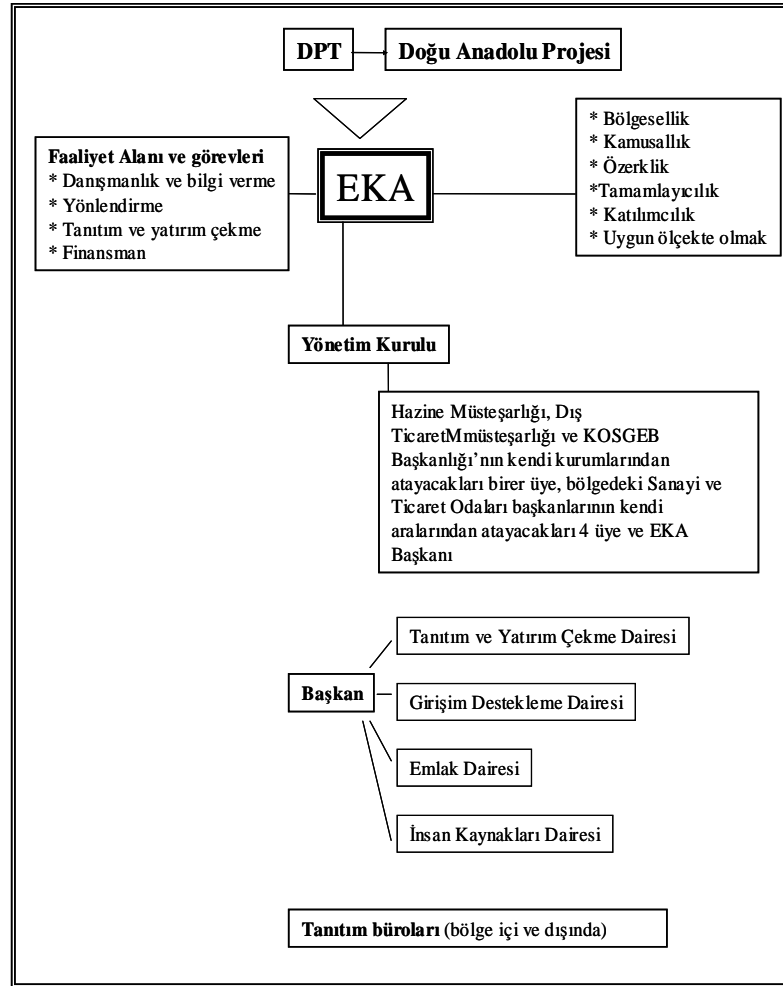 DPT
Doğu Anadolu Projesi
Faaliyet Alanı ve görevleri
* Danışmanlık ve bilgi verme
* Yönlendirme
* Tanıtım ve yatırım çekme
* Finansman
EKA
* Bölgesellik
* Kamusallık
* Özerklik
*Tamamlayıcılık
* Katılımcılık
* Uygun ölçekte olmak
Yönetim Kurulu
Hazine Müsteşarlığı, Dış
TicaretMmüsteşarlığı ve KOSGEB
Başkanlığı’nın kendi kurumlarından
atayacakları birer üye, bölgedeki Sanayi ve
Ticaret Odaları başkanlarının kendi
aralarından atayacakları 4 üye ve EKA
Başkanı
Başkan
Tanıtım ve Yatırım Çekme Dairesi
Girişim Destekleme Dairesi
Emlak Dairesi
İnsan Kaynakları Dairesi
Tanıtım büroları (bölge içi ve dışında)